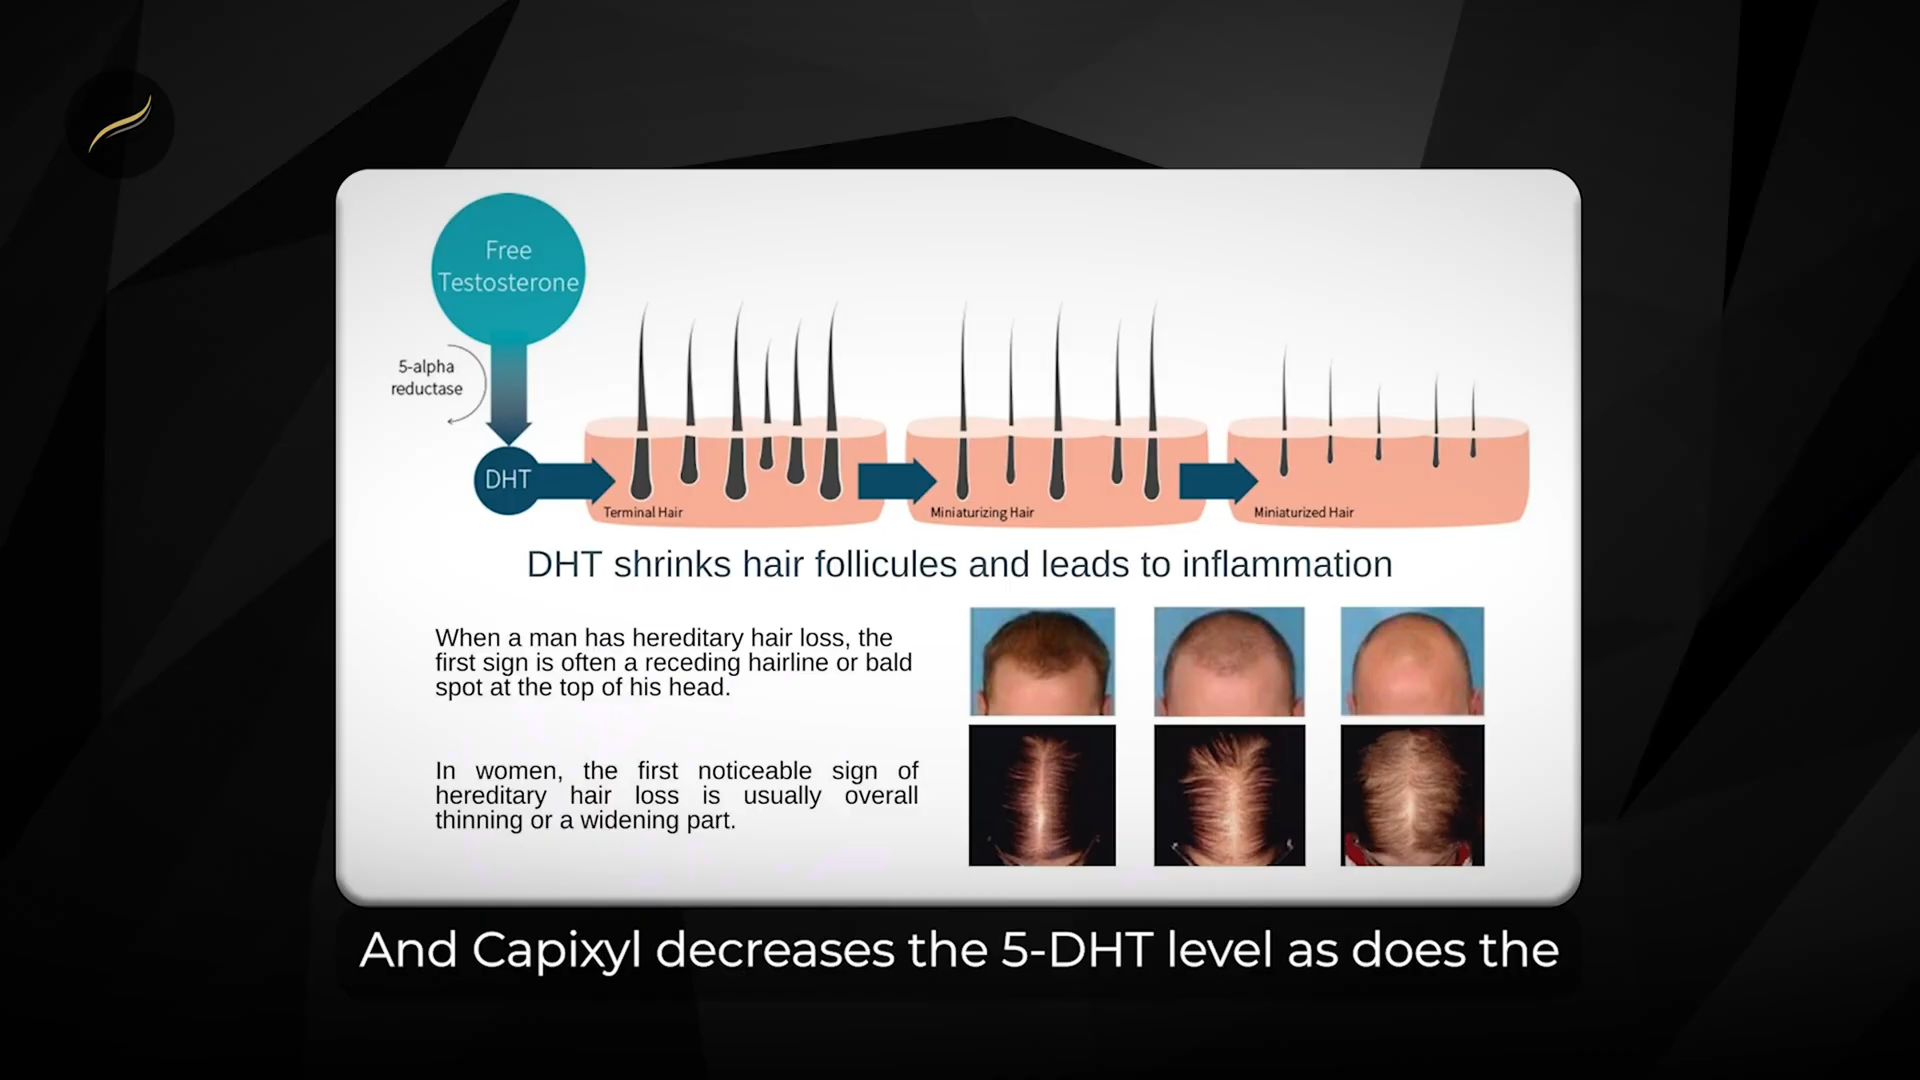 Free
Testosterone
5-alpha
reductase
DHT
Terminal Hair
Miniaturizing Hair
Miniaturized Hair
DHT shrinks hair follicules and leads to inflammation
When a man has hereditary hair loss, the
first sign is often a receding hairline or bald
spot at the top of his head.
In women, the first noticeable sign of
hereditary hair loss is usually overall
thinning or a widening part.
And Capixyl decreases the 5-DHT level as does the